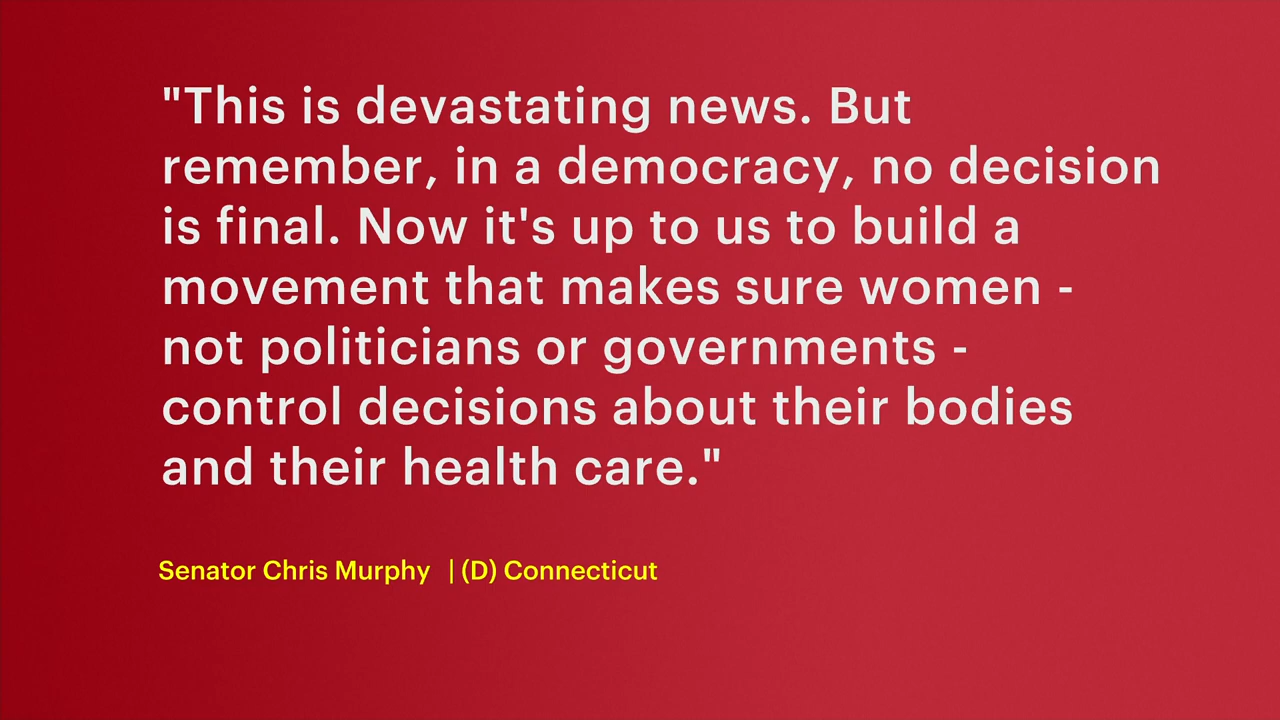 "This is devastating news. But
remember, in a democracy, no decision
is final. Now it's up to us to build a
movement that makes sure women -
not politicians or governments -
control decisions about their bodies
and their health care."
Senator Chris Murphy | (D) Connecticut